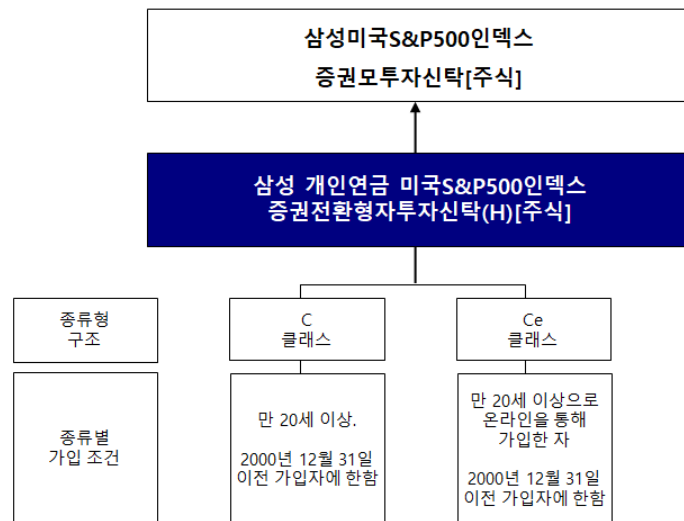 삼성미국S&P500인덱스
증권모투자신탁[주식]
삼성 개인연금 미국S&P500인덱스
증권전환형자투자신탁(H)[주식]
종류형
구조
C
클래스
Ce
클래스
종류별
가입 조건
만 20세 이상.
2000년 12월 31일
이전 가입자에 한함
만 20세 이상으로
온라인을 통해
가입한 자
2000년 12월 31일
이전 가입자에 한함